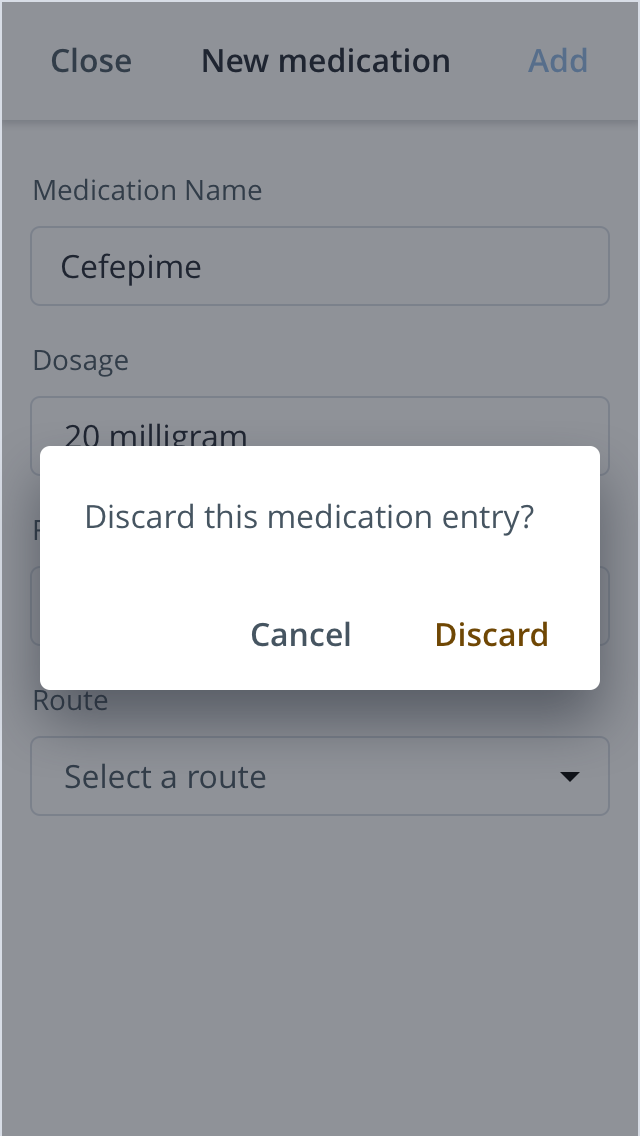 Close New medication Add
Medication Name
Cefepime
Dosage
20 milligram
Discard this medication entry?
Cancel Discard
Route
Select a route